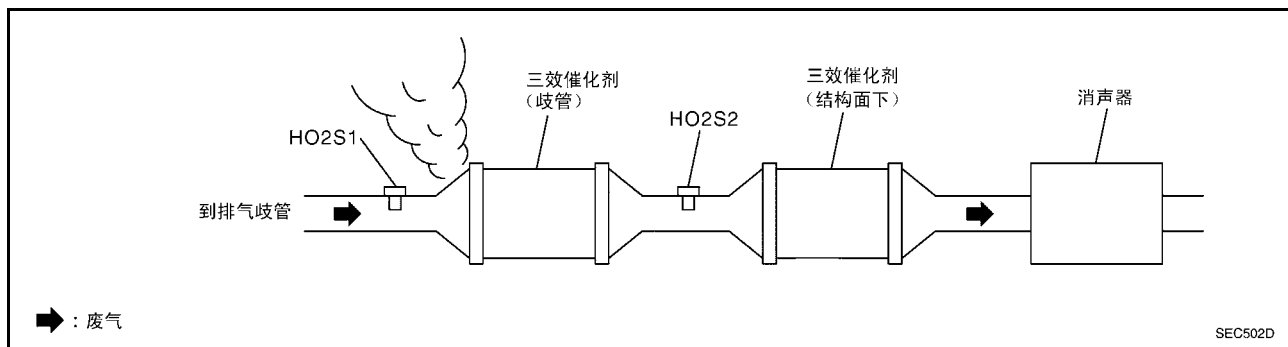 三效催化剂
（歧管）
三效催化剂
（结构面下）
消声器
HO2S1
HO2S2
到排气歧管
：废气
SEC502D